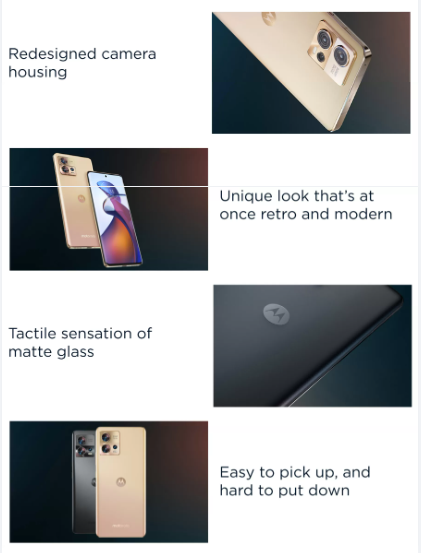 Redesigned camera
housing
Unique look that's at
once retro and modern
Tactile sensation of
matte glass
Easy to pick up, and
hard to put down